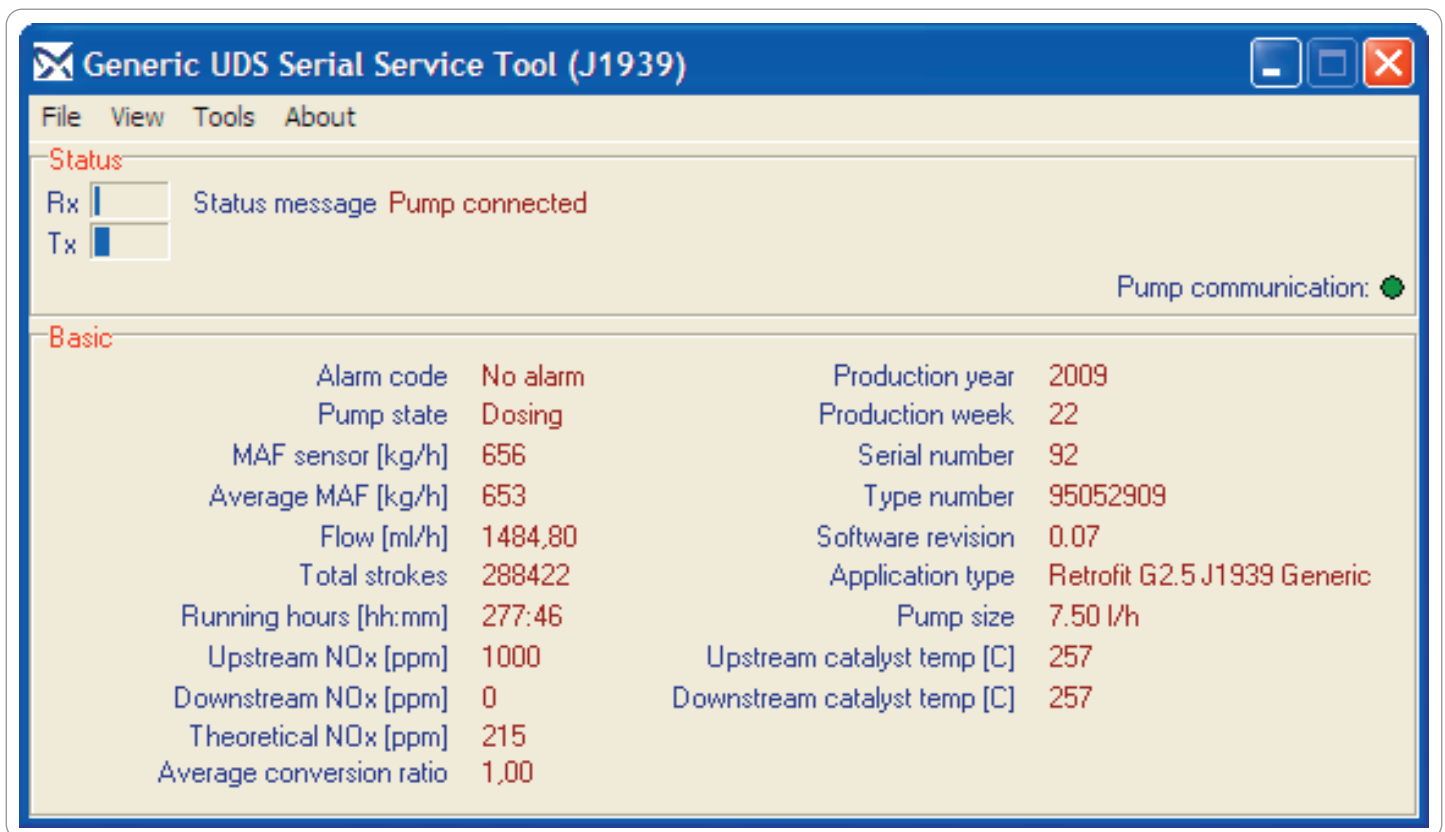 Generic UDS Serial Service Tool (J1939)
File View Tools About
Status
Rx Status message Pump connected
Tx
Pump communication:
Basic
Alarm code No alarm Production year 2009
Pump state Dosing Production week 22
MAF sensor [kg/h] 656 Serial number 92
Average MAF [kg/h] 653 Type number 95052909
Flow [ml/h] 1484,80 Software revision 0.07
Total strokes 288422 Application type Retrofit G2.5 J1939 Generic
Running hours [hh:mm] 277:46 Pump size 7.50 l/h
Upstream NOx [ppm] 1000 Upstream catalyst temp [C] 257
Downstream NOx [ppm] 0 Downstream catalyst temp [C] 257
Theoretical NOx [ppm] 215
Average conversion ratio 1,00